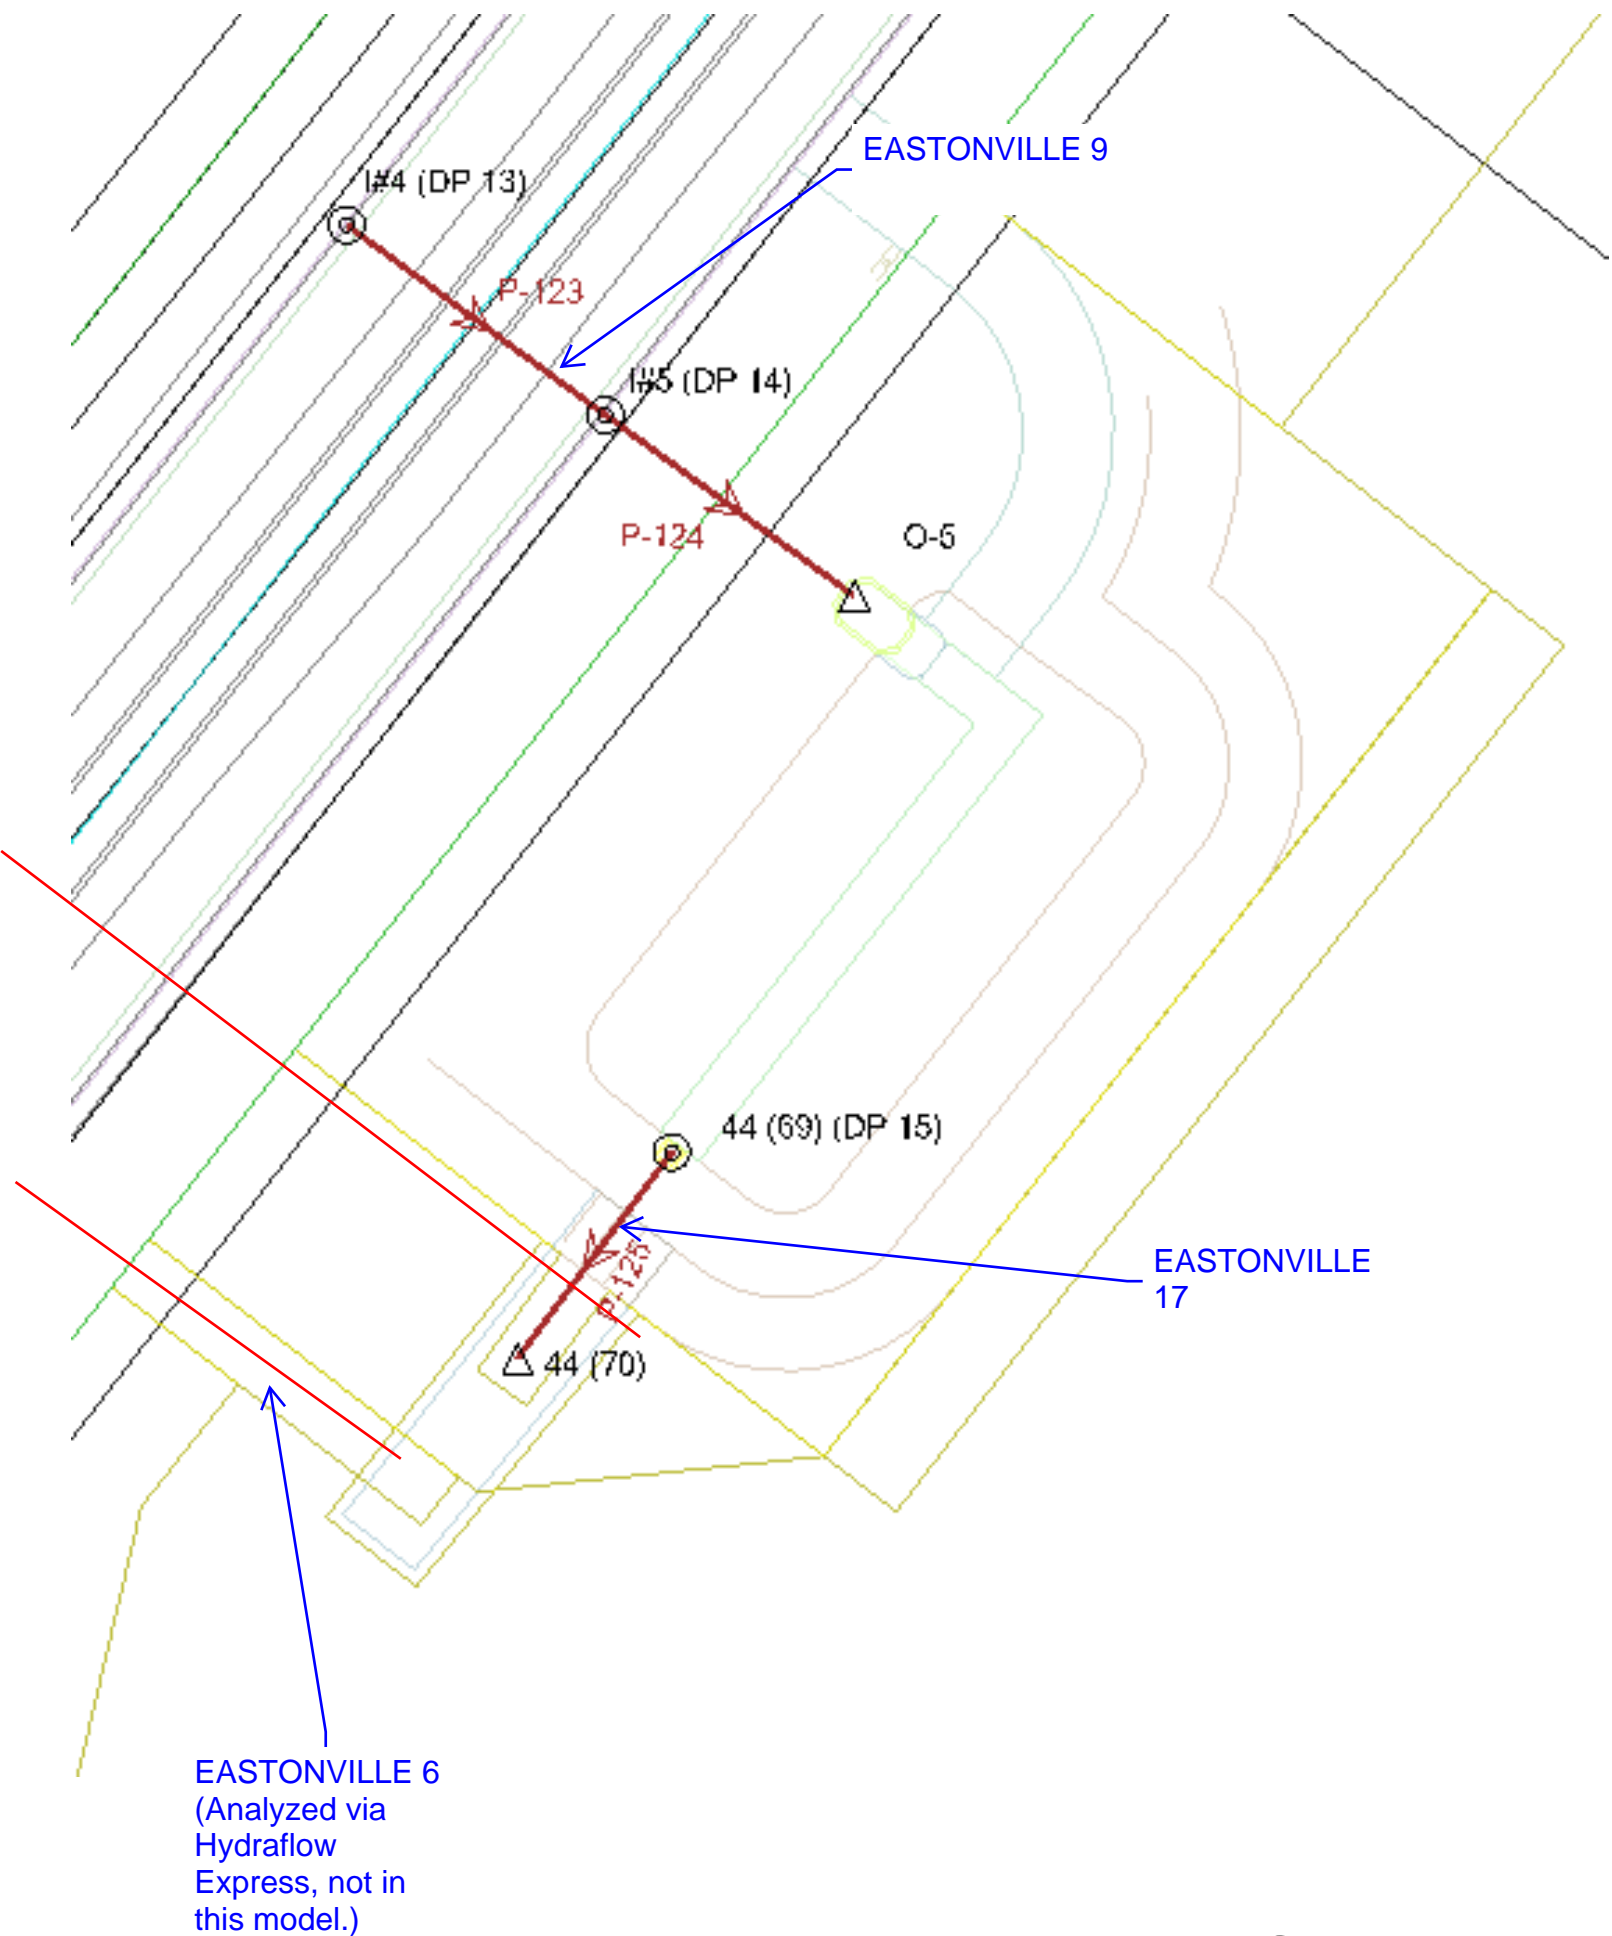 EASTONVILLE 9
I#4 (DP 13)
P-123
I#5 (DP 14)
P-124
O-5
44 (69) (DP 15)
EASTONVILLE
17
P-125
44 (70)
EASTONVILLE 6
(Analyzed via
Hydraflow
Express, not in
this model.)